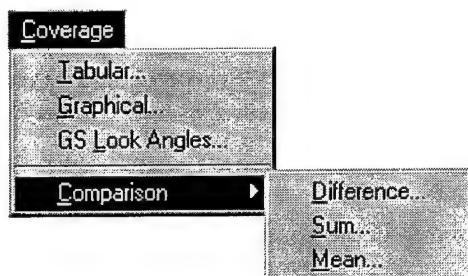 Coverage
Tabular...
Graphical...
GS Look Angles...
Comparison
Difference...
Sum...
Mean...